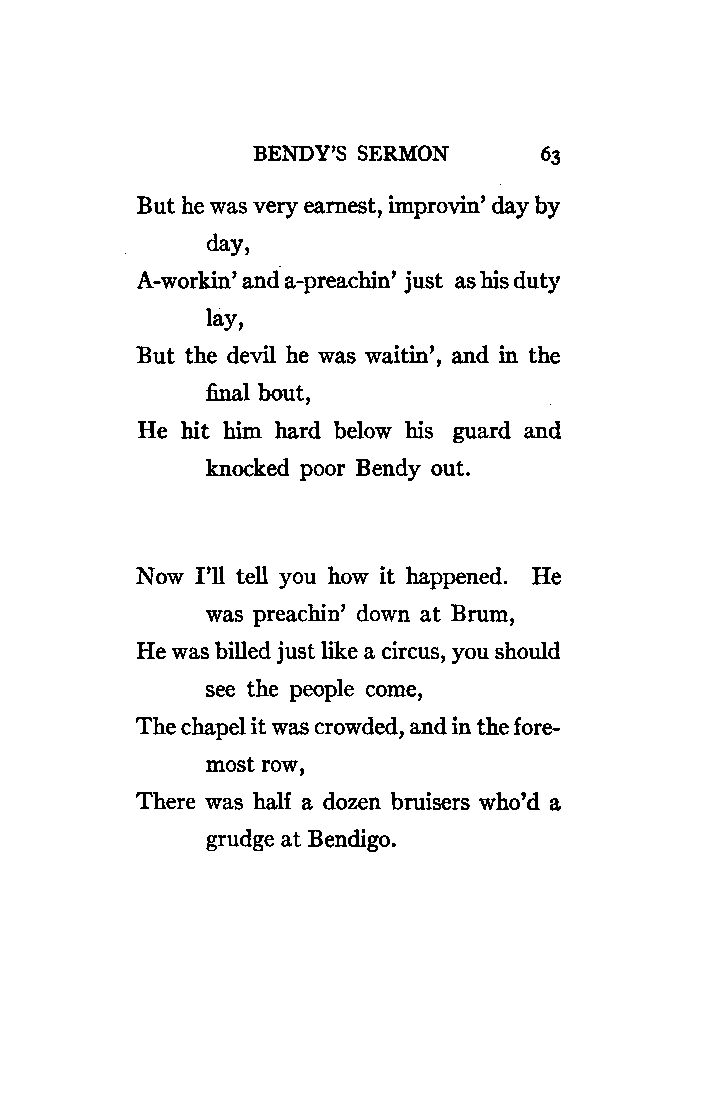 BENDY'S SERMON 63
But he was very earnest, improvin' day by
day,
A-workin' and a-preachin' just as his duty
lay,
But the devil he was waitin', and in the
final bout,
He hit him hard below his guard and
knocked poor Bendy out.
Now I'll tell you how it happened. He
was preachin' down at Brum,
He was billed just like a circus, you should
see the people come,
The chapel it was crowded, and in the fore-
most row,
There was half a dozen bruisers who'd a
grudge at Bendigo.